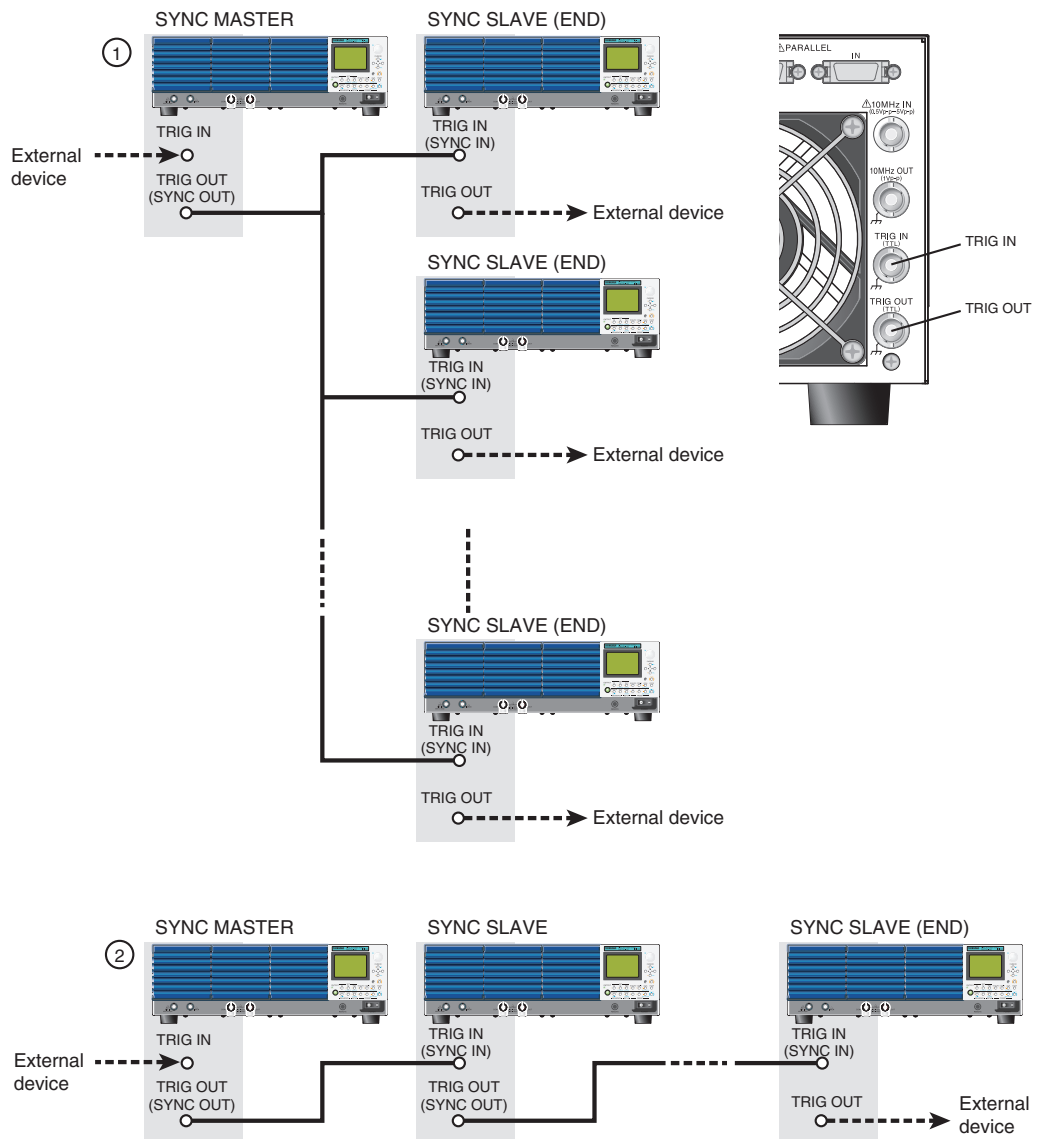 SYNC MASTER
SYNC SLAVE (END)
1
TRIG IN
External
device
TRIG OUT
(SYNC OUT)
TRIG IN
(SYNC IN)
TRIG OUT
External device
SYNC SLAVE (END)
TRIG IN
(SYNC IN)
TRIG OUT
External device
SYNC SLAVE (END)
TRIG IN
(SYNC IN)
TRIG OUT
External device
⚠PARALLEL
IN
⚠10MHz IN
(0.5Vp-p–5Vp-p)
10MHz OUT
(1Vp-p)
TRIG IN
(TTL)
TRIG OUT
(TTL)
TRIG IN
TRIG OUT
2
SYNC MASTER
SYNC SLAVE
SYNC SLAVE (END)
TRIG IN
External
device
TRIG OUT
(SYNC OUT)
TRIG IN
(SYNC IN)
TRIG OUT
(SYNC OUT)
TRIG IN
(SYNC IN)
TRIG OUT
External
device